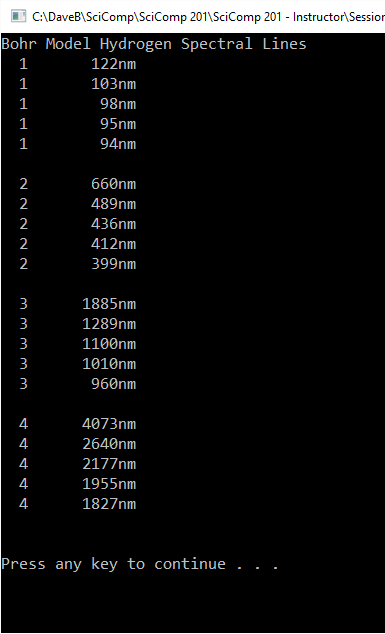 C:\DaveB\SciComp\SciComp 201\SciComp 201 - Instructor\Session
Bohr Model Hydrogen Spectral Lines
1 122nm
1 103nm
1 98nm
1 95nm
1 94nm
2 660nm
2 489nm
2 436nm
2 412nm
2 399nm
3 1885nm
3 1289nm
3 1100nm
3 1010nm
3 960nm
4 4073nm
4 2640nm
4 2177nm
4 1955nm
4 1827nm
Press any key to continue . . .